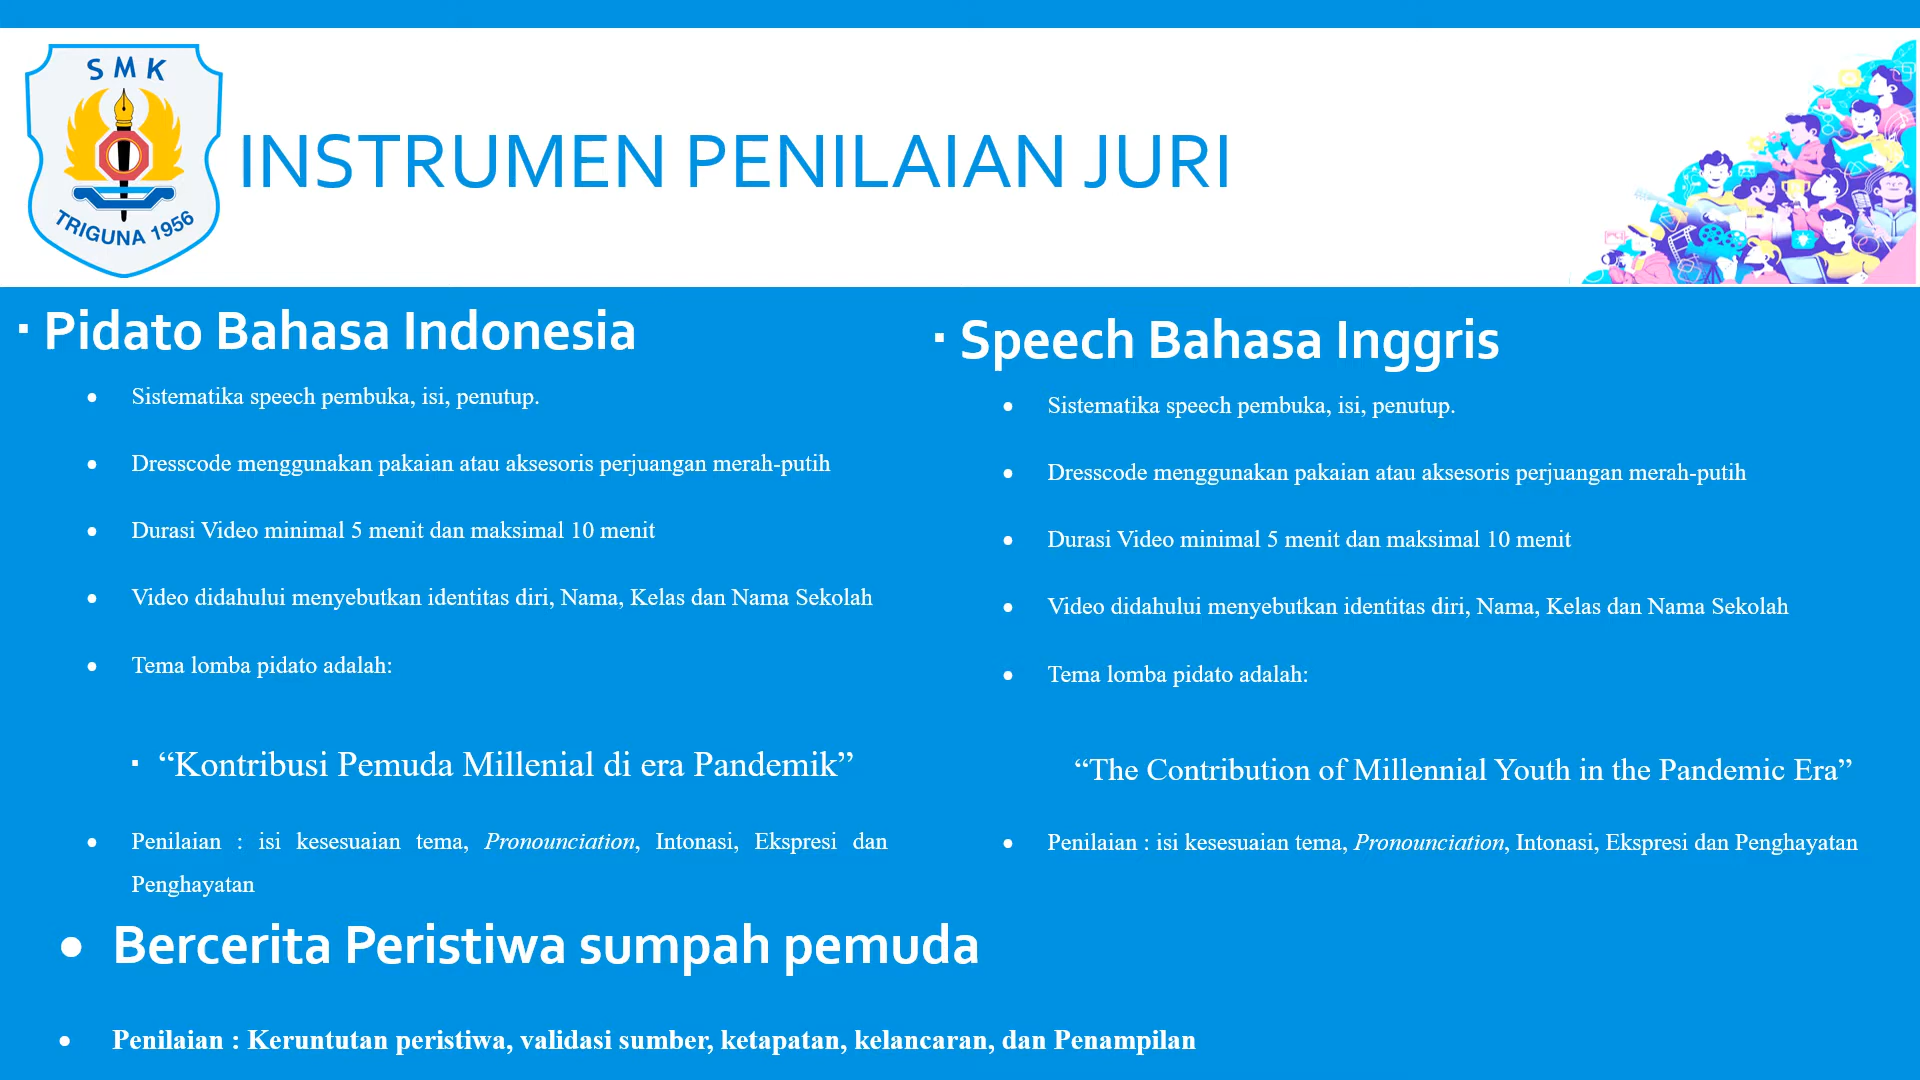 SMK
TRIGUNA 1956
INSTRUMEN PENILAIAN JURI
▪ Pidato Bahasa Indonesia
● Sistematika speech pembuka, isi, penutup.
● Dresscode menggunakan pakaian atau aksesoris perjuangan merah-putih
● Durasi Video minimal 5 menit dan maksimal 10 menit
● Video didahului menyebutkan identitas diri, Nama, Kelas dan Nama Sekolah
● Tema lomba pidato adalah:
▪ “Kontribusi Pemuda Millenial di era Pandemik”
● Penilaian : isi kesesuaian tema, Pronounciation, Intonasi, Ekspresi dan
Penghayatan
▪ Speech Bahasa Inggris
● Sistematika speech pembuka, isi, penutup.
● Dresscode menggunakan pakaian atau aksesoris perjuangan merah-putih
● Durasi Video minimal 5 menit dan maksimal 10 menit
● Video didahului menyebutkan identitas diri, Nama, Kelas dan Nama Sekolah
● Tema lomba pidato adalah:
“The Contribution of Millennial Youth in the Pandemic Era”
● Penilaian : isi kesesuaian tema, Pronounciation, Intonasi, Ekspresi dan Penghayatan
● Bercerita Peristiwa sumpah pemuda
● Penilaian : Keruntutan peristiwa, validasi sumber, ketapatan, kelancaran, dan Penampilan